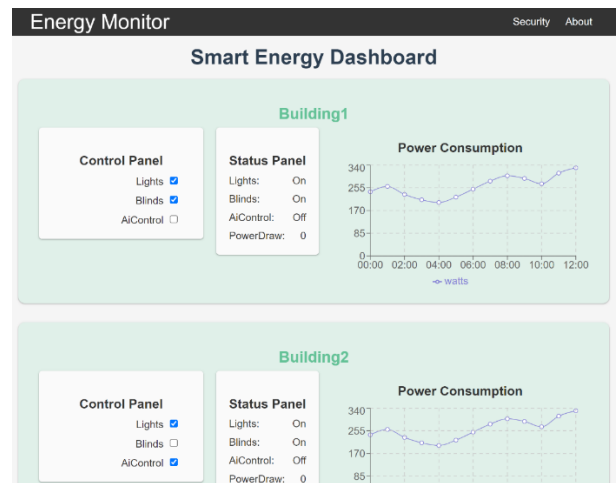 Energy Monitor
Security About
Smart Energy Dashboard
Building1
Control Panel
Lights
Blinds
AiControl
Status Panel
Lights: On
Blinds: On
AiControl: Off
PowerDraw: 0
Power Consumption
340
255
170
85
0
00:00 02:00 04:00 06:00 08:00 10:00 12:00
watts
Building2
Control Panel
Lights
Blinds
AiControl
Status Panel
Lights: On
Blinds: On
AiControl: Off
PowerDraw: 0
Power Consumption
340
255
170
85